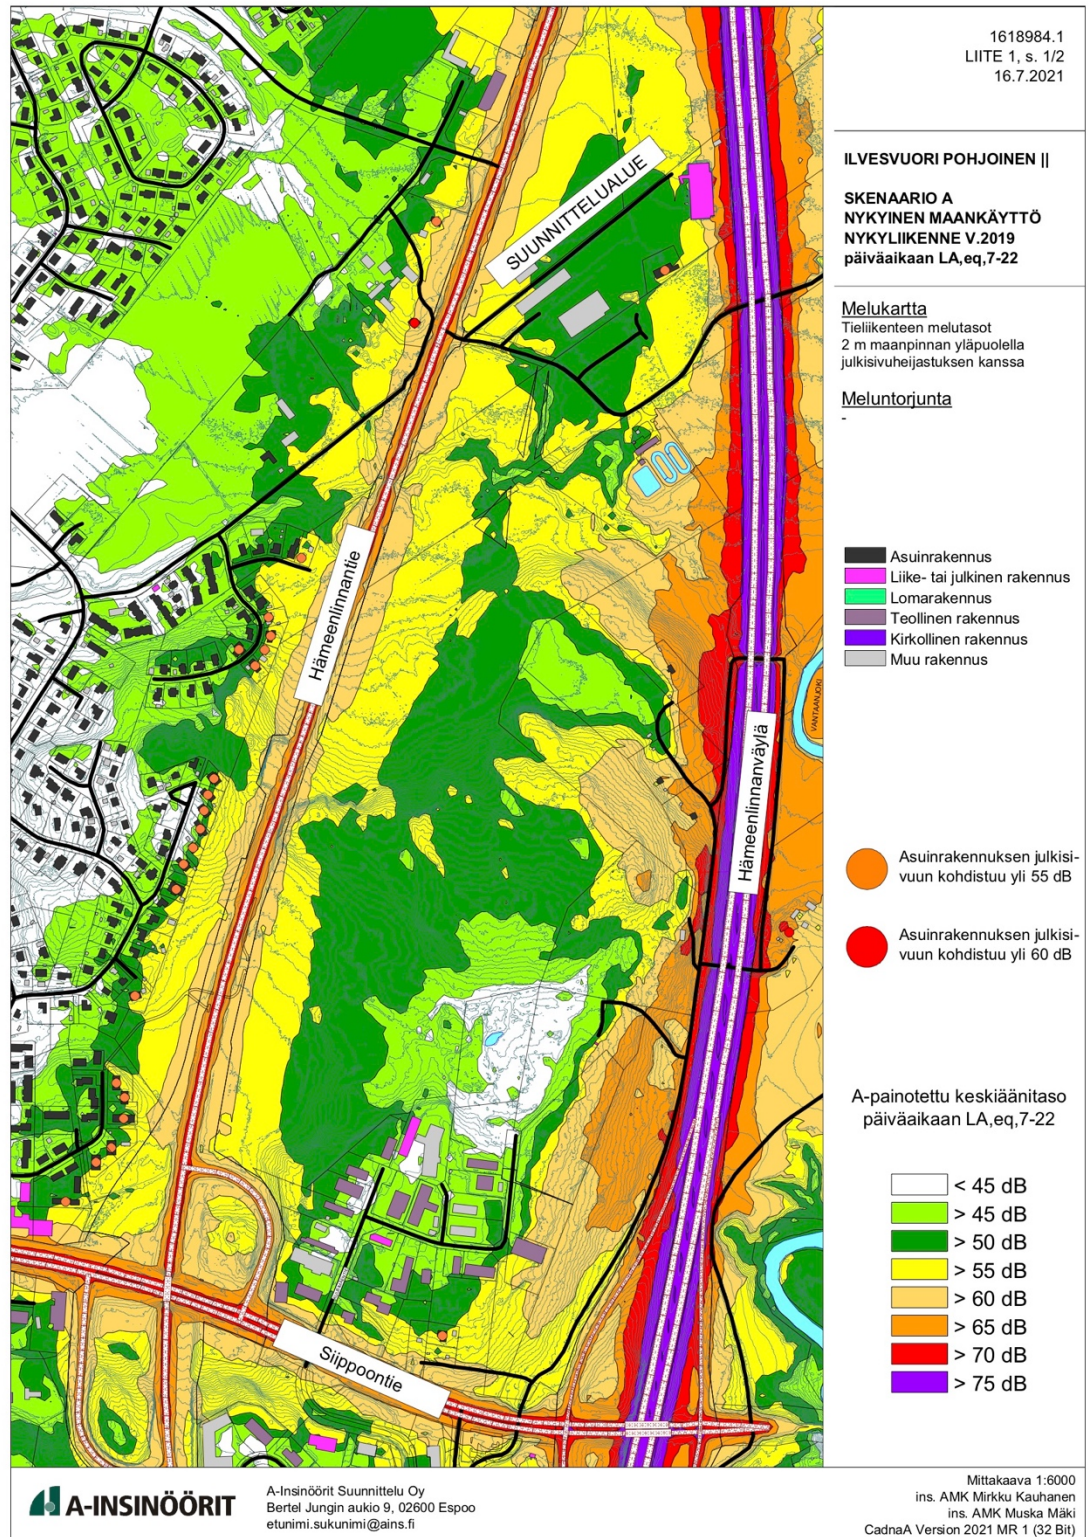 1618984.1
LIITE 1, s. 1/2
16.7.2021
ILVESVUORI POHJOINEN ||
SKENAARIO A
NYKYINEN MAANKÄYTTÖ
NYKYLIIKENNE V.2019
päiväaikaan LA,eq,7-22
Melukartta
Tieliikenteen melutasot
2 m maanpinnan yläpuolella
julkisivuheijastuksen kanssa
Meluntorjunta
-
Asuinrakennus
Liike- tai julkinen rakennus
Lomarakennus
Teollinen rakennus
Kirkollinen rakennus
Muu rakennus
Asuinrakennuksen julkisi-
vuun kohdistuu yli 55 dB
Asuinrakennuksen julkisi-
vuun kohdistuu yli 60 dB
A-painotettu keskiäänitaso
päiväaikaan LA,eq,7-22
< 45 dB
> 45 dB
> 50 dB
> 55 dB
> 60 dB
> 65 dB
> 70 dB
> 75 dB
SUUNNITTELUALUE
Hämeenlinnantie
Hämeenlinnanväylä
VANTAANJOKI
Siippoontie
A-INSINÖÖRIT
A-Insinöörit Suunnittelu Oy
Bertel Jungin aukio 9, 02600 Espoo
etunimi.sukunimi@ains.fi
Mittakaava 1:6000
ins. AMK Mirkku Kauhanen
ins. AMK Muska Mäki
CadnaA Version 2021 MR 1 (32 Bit)